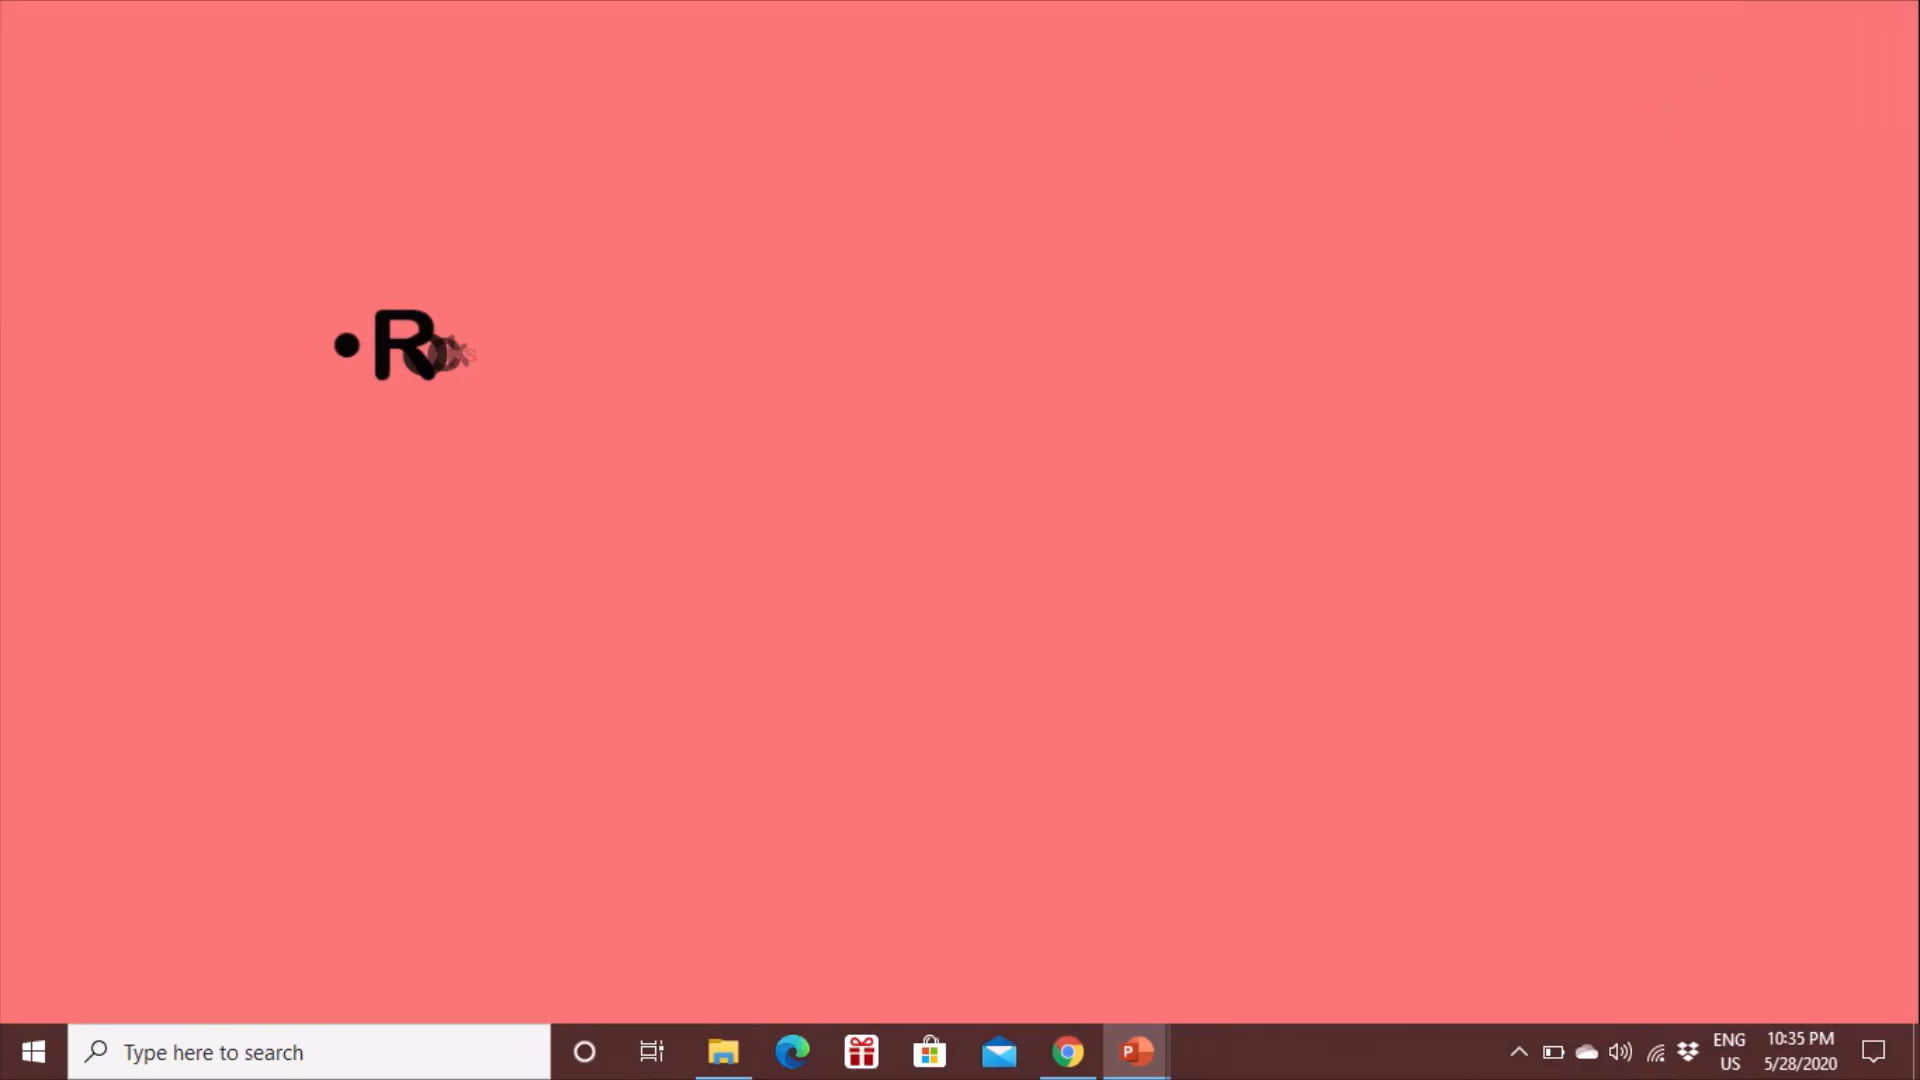 • R
Type here to search
ENG
US
10:35 PM
5/28/2020